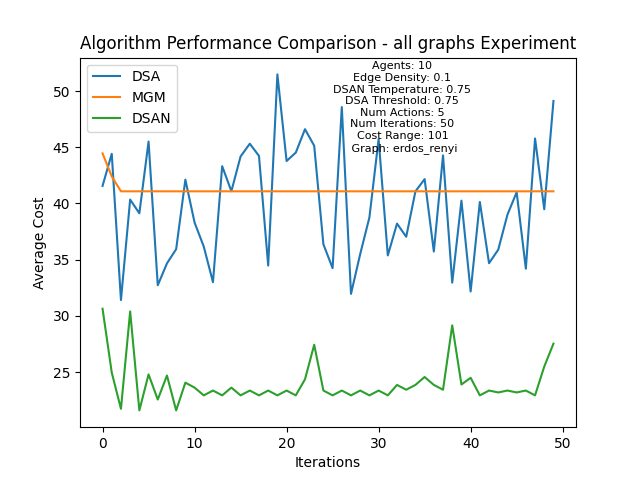 Algorithm Performance Comparison - all graphs Experiment
DSA
MGM
DSAN
Agents: 10
Edge Density: 0.1
DSAN Temperature: 0.75
DSA Threshold: 0.75
Num Actions: 5
Num Iterations: 50
Cost Range: 101
Graph: erdos_renyi
Average Cost
50
45
40
35
30
25
0 10 20 30 40 50
Iterations